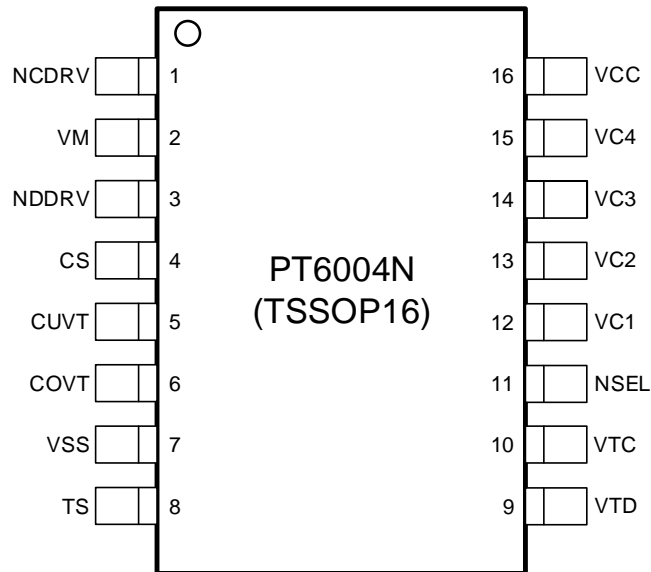 NCDRV 1 16 VCC
VM 2 15 VC4
NDDRV 3 14 VC3
CS 4 13 VC2
CUVT 5 12 VC1
COVT 6 11 NSEL
VSS 7 10 VTC
TS 8 9 VTD
PT6004N
(TSSOP16)